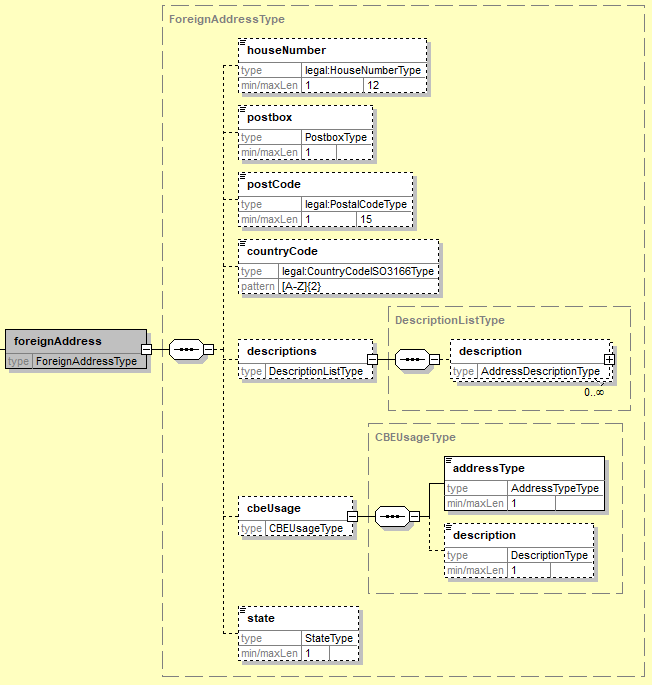 ForeignAddressType
houseNumber
type legal:HouseNumberType
min/maxLen 1 12
postbox
type PostboxType
min/maxLen 1
postCode
type legal:PostalCodeType
min/maxLen 1 15
countryCode
type legal:CountryCodeISO3166Type
pattern [A-Z]{2}
foreignAddress
type ForeignAddressType
descriptions
type DescriptionListType
DescriptionListType
description
type AddressDescriptionType
0..∞
cbeUsage
type CBEUsageType
CBEUsageType
addressType
type AddressTypeType
min/maxLen 1
description
type DescriptionType
min/maxLen 1
state
type StateType
min/maxLen 1